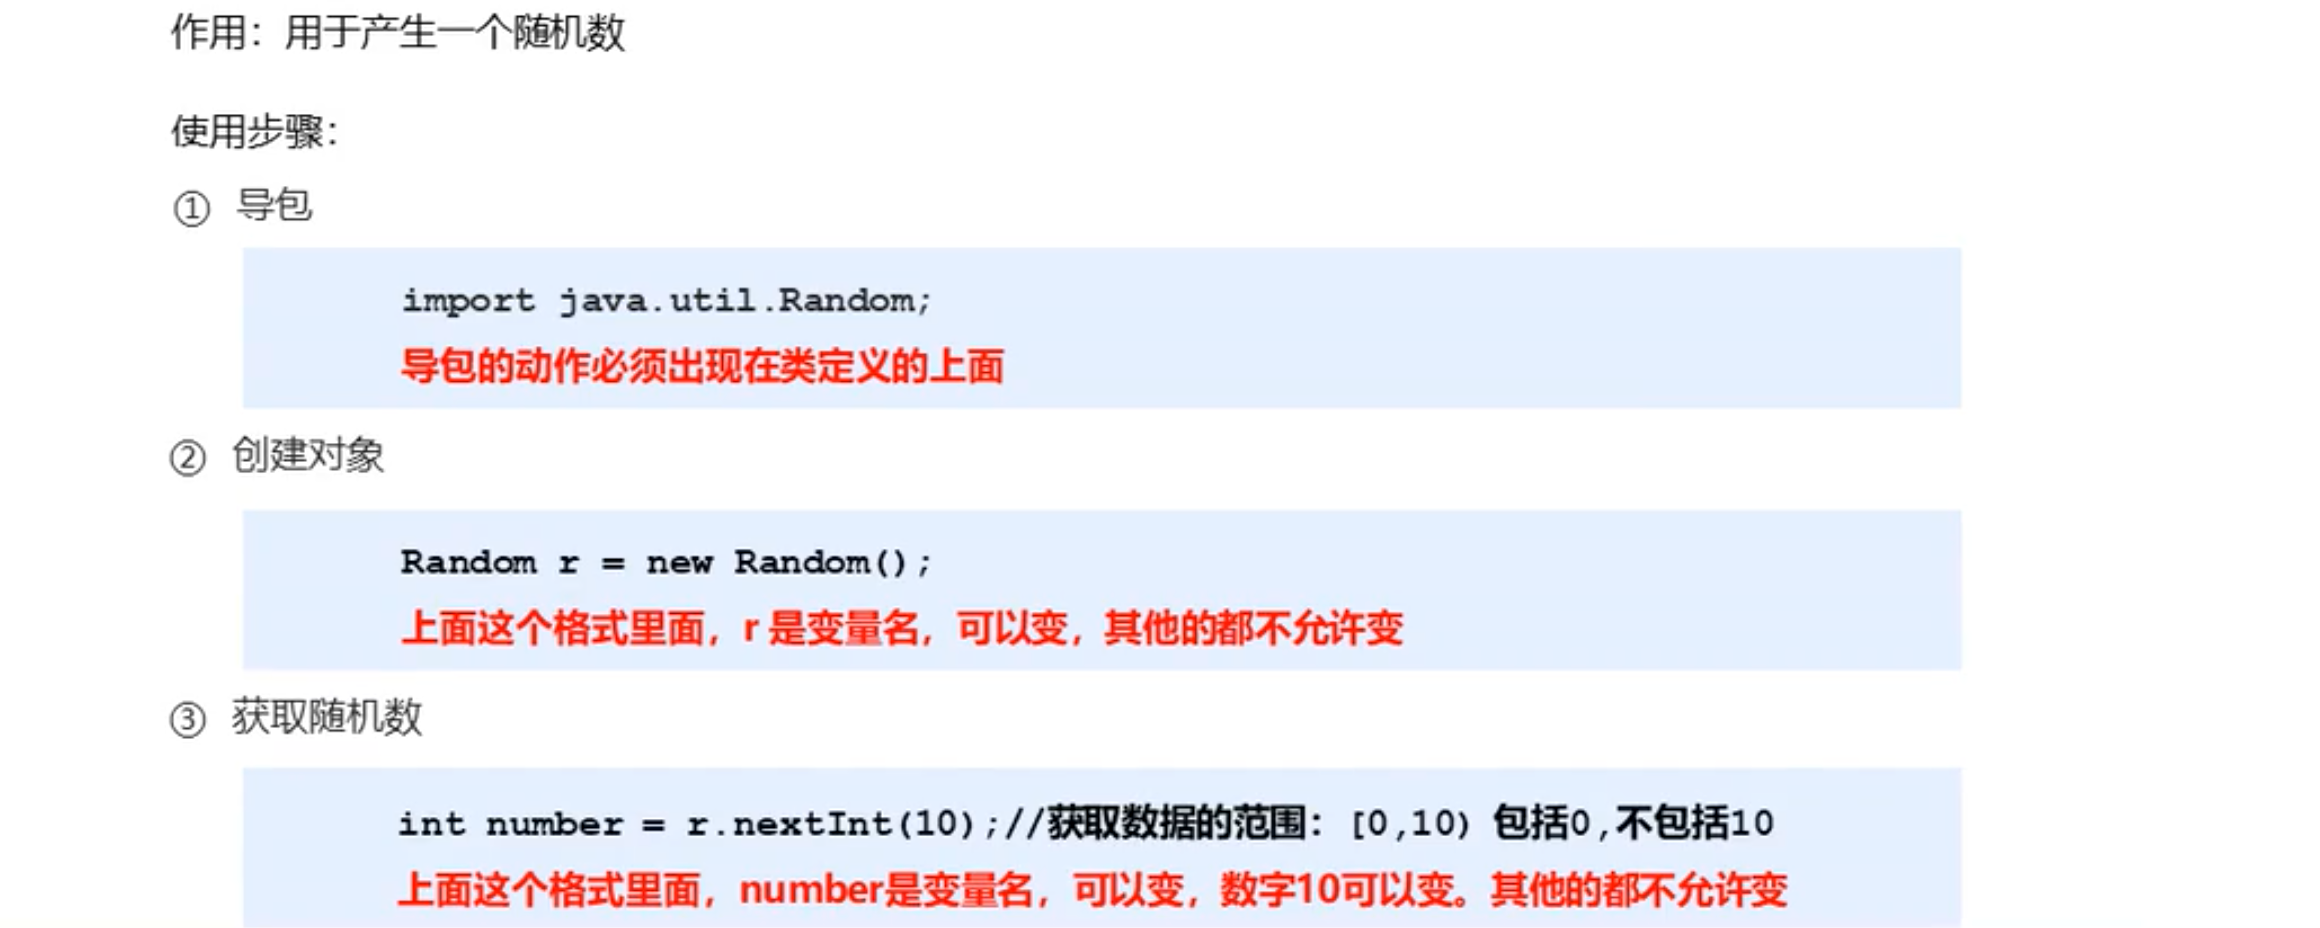 作用：用于产生一个随机数
使用步骤：
① 导包
import java.util.Random;
导包的动作必须出现在类定义的上面
② 创建对象
Random r = new Random();
上面这个格式里面，r 是变量名，可以变，其他的都不允许变
③ 获取随机数
int number = r.nextInt(10);//获取数据的范围：[0,10) 包括0,不包括10
上面这个格式里面，number是变量名，可以变，数字10可以变。其他的都不允许变